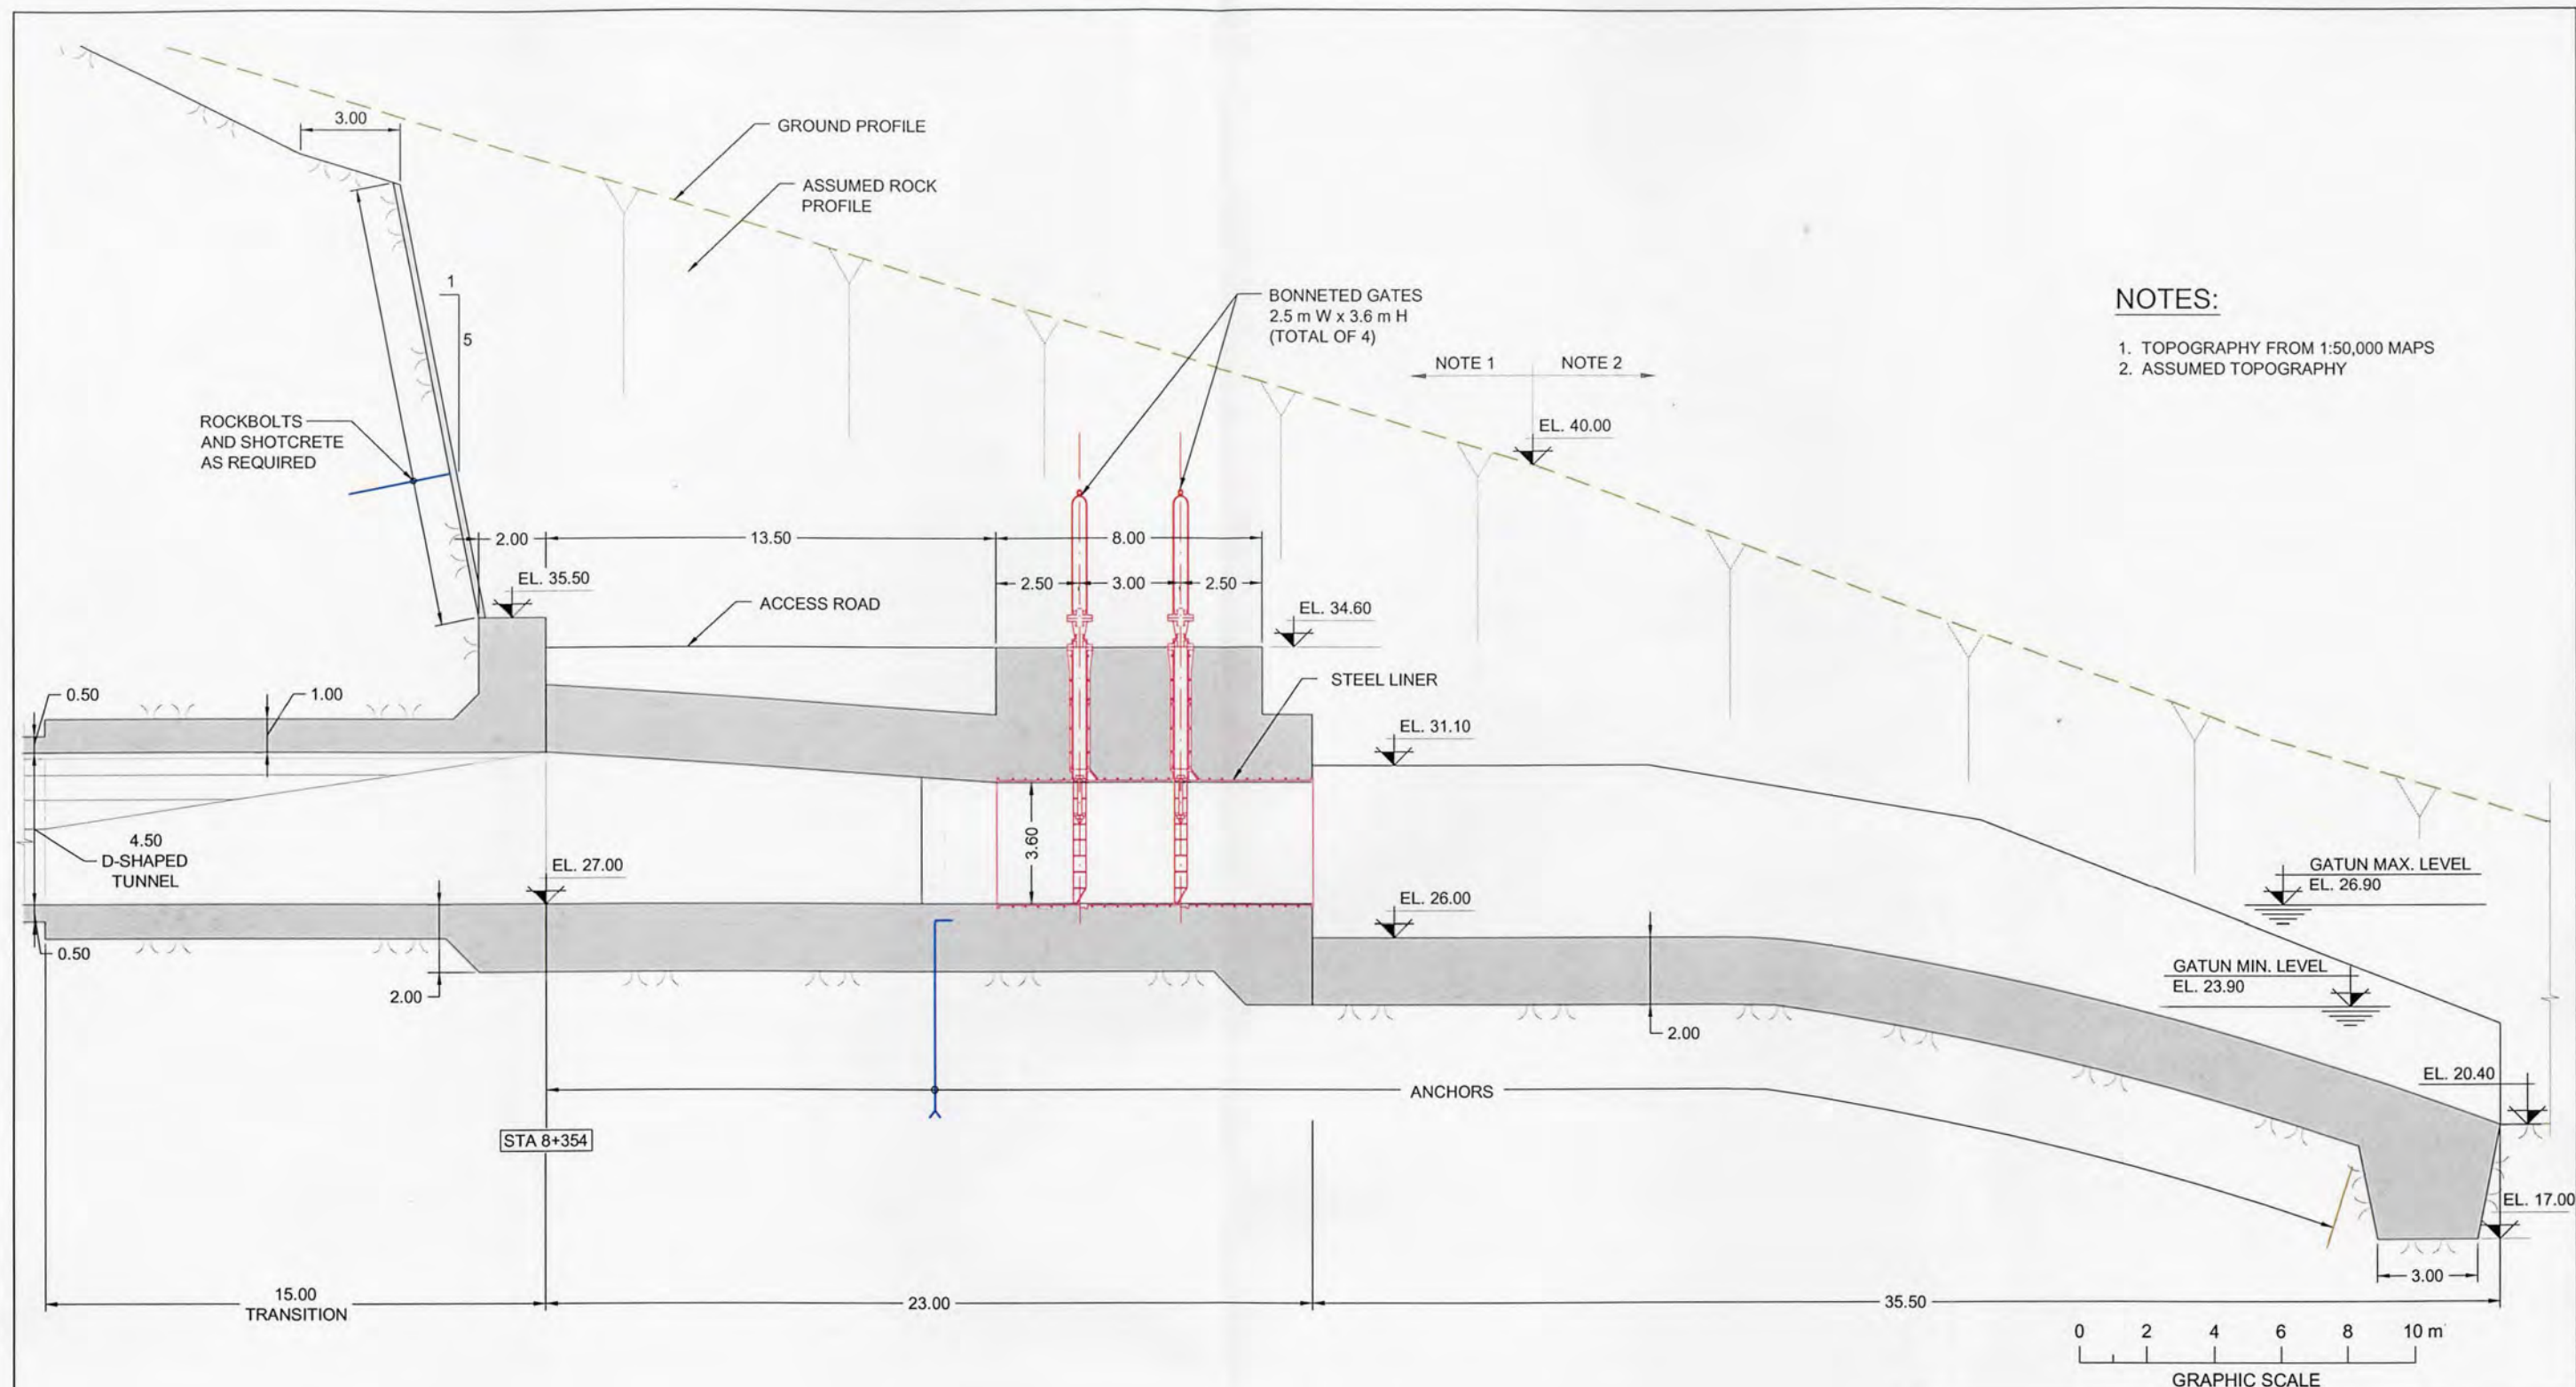 3.00
GROUND PROFILE
ASSUMED ROCK
PROFILE
1
5
BONNETED GATES
2.5 m W x 3.6 m H
(TOTAL OF 4)
NOTES:
1. TOPOGRAPHY FROM 1:50,000 MAPS
2. ASSUMED TOPOGRAPHY
NOTE 1
NOTE 2
EL. 40.00
ROCKBOLTS
AND SHOTCRETE
AS REQUIRED
2.00
13.50
8.00
EL. 35.50
2.50
3.00
2.50
ACCESS ROAD
EL. 34.60
0.50
1.00
STEEL LINER
EL. 31.10
4.50
D-SHAPED
TUNNEL
EL. 27.00
3.60
EL. 26.00
GATUN MAX. LEVEL
EL. 26.90
0.50
2.00
GATUN MIN. LEVEL
EL. 23.90
2.00
EL. 20.40
ANCHORS
STA 8+354
EL. 17.00
3.00
15.00
TRANSITION
23.00
35.50
0 2 4 6 8 10 m
GRAPHIC SCALE